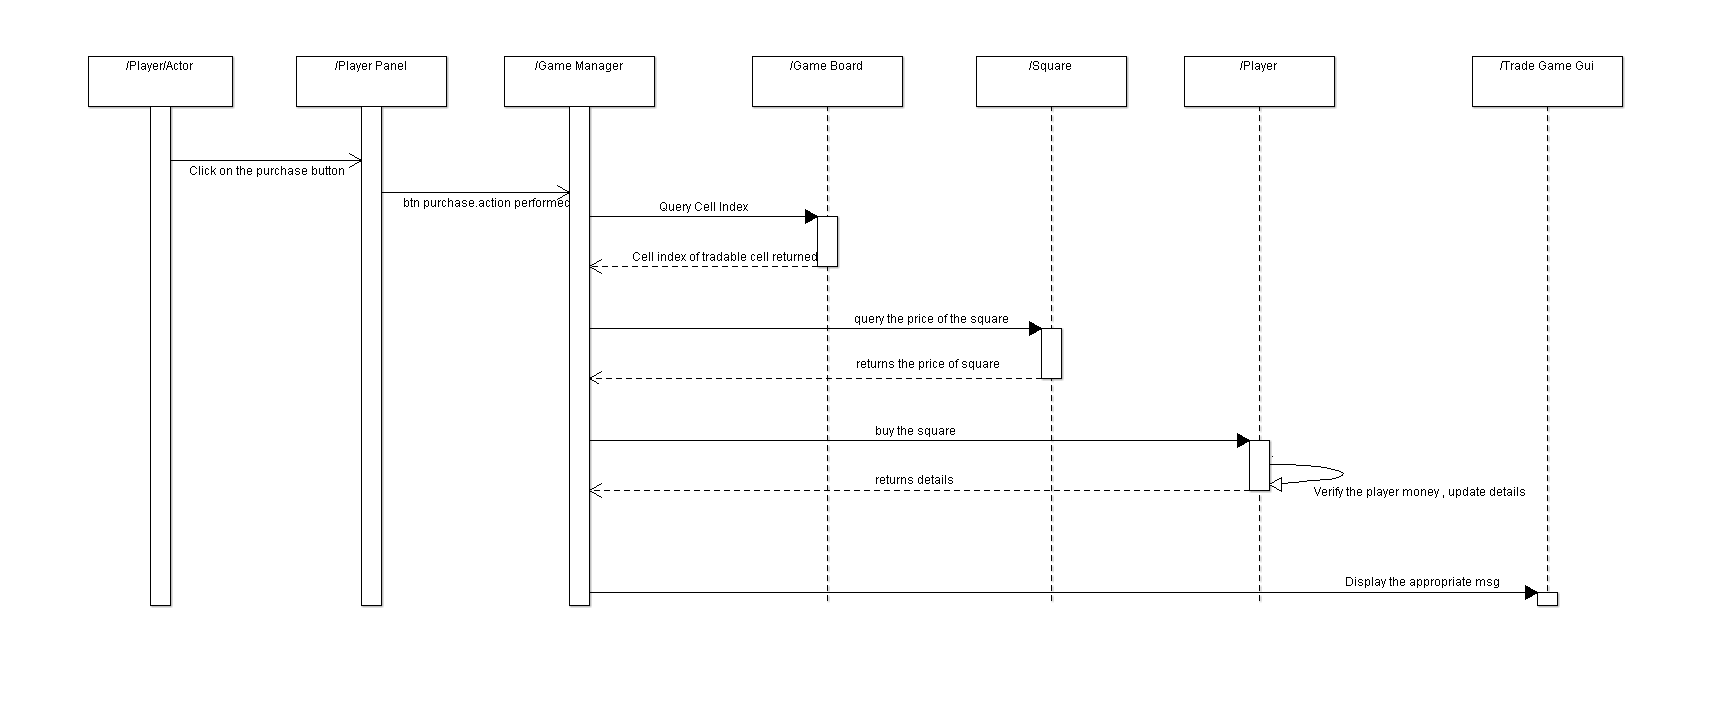 /Player/Actor
/Player Panel
/Game Manager
/Game Board
/Square
/Player
/Trade Game Gui
Click on the purchase button
btn purchase.action performed
Query Cell Index
Cell index of tradable cell returned
query the price of the square
returns the price of square
buy the square
returns details
Verify the player money , update details
Display the appropriate msg